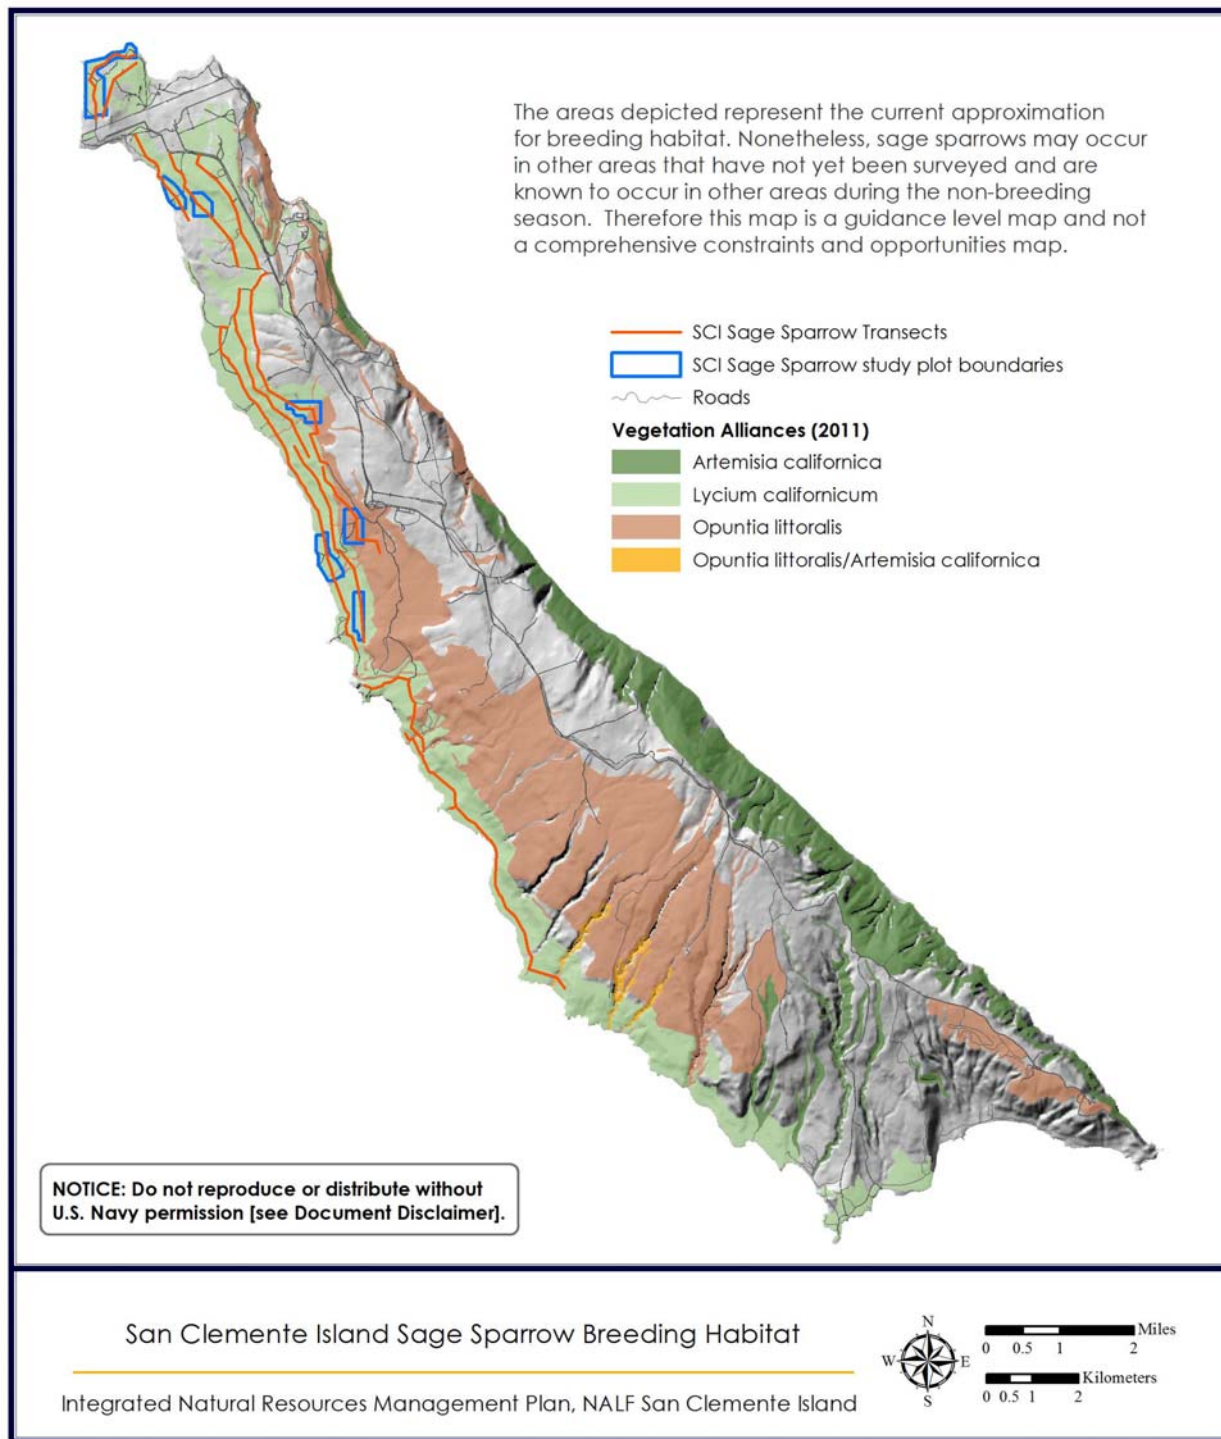 The areas depicted represent the current approximation
for breeding habitat. Nonetheless, sage sparrows may occur
in other areas that have not yet been surveyed and are
known to occur in other areas during the non-breeding
season. Therefore this map is a guidance level map and not
a comprehensive constraints and opportunities map.
SCI Sage Sparrow Transects
SCI Sage Sparrow study plot boundaries
Roads
Vegetation Alliances (2011)
Artemisia californica
Lycium californicum
Opuntia littoralis
Opuntia littoralis/Artemisia californica
NOTICE: Do not reproduce or distribute without
U.S. Navy permission [see Document Disclaimer].
San Clemente Island Sage Sparrow Breeding Habitat
Integrated Natural Resources Management Plan, NALF San Clemente Island
N
W E
S
Miles
0 0.5 1 2
Kilometers
0 0.5 1 2